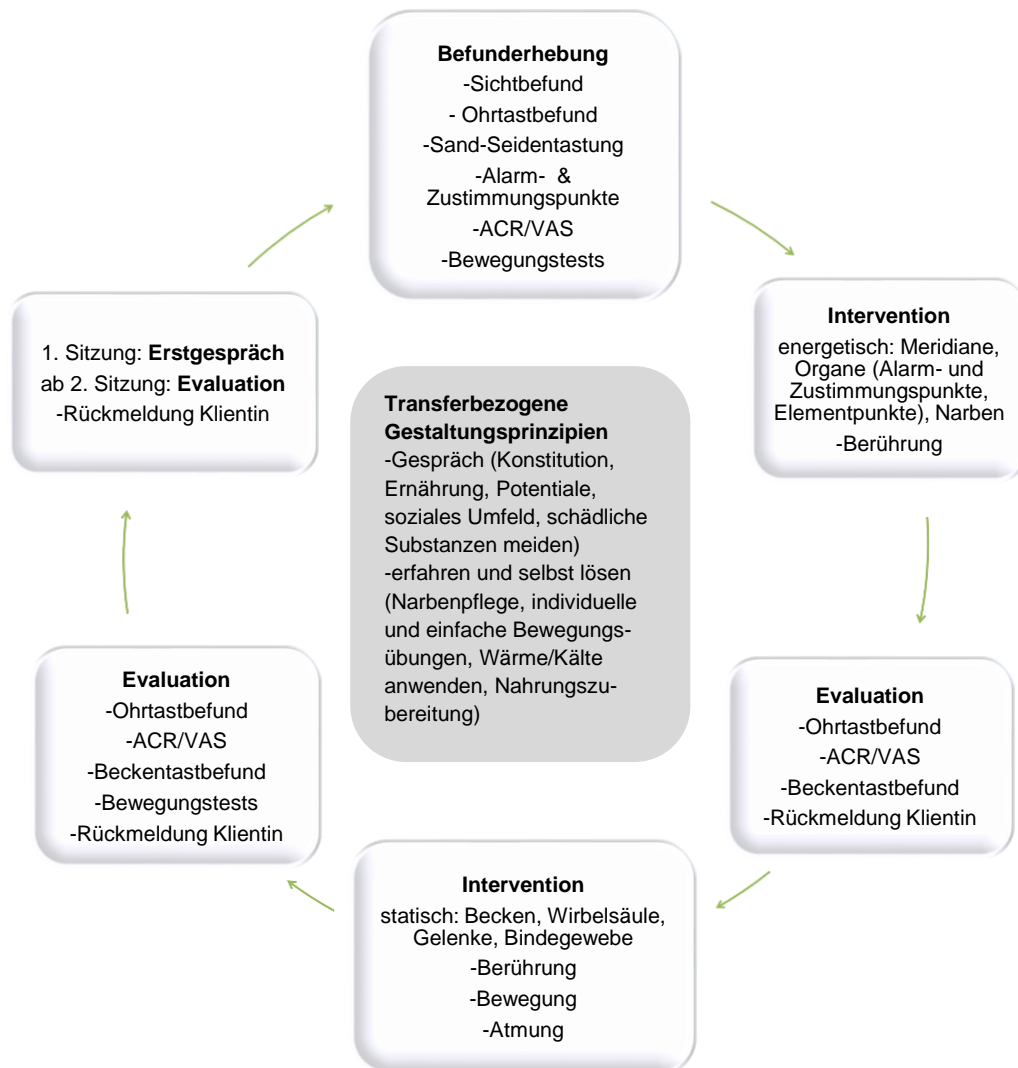 Befunderhebung
-Sichtbefund
- Ohrtastbefund
-Sand-Seidentastung
-Alarm- &
Zustimmungspunkte
-ACR/VAS
-Bewegungstests
Intervention
energetisch: Meridiane,
Organe (Alarm- und
Zustimmungspunkte,
Elementpunkte), Narben
-Berührung
Evaluation
-Ohrtastbefund
-ACR/VAS
-Beckentastbefund
-Rückmeldung Klientin
Intervention
statisch: Becken, Wirbelsäule,
Gelenke, Bindegewebe
-Berührung
-Bewegung
-Atmung
Evaluation
-Ohrtastbefund
-ACR/VAS
-Beckentastbefund
-Bewegungstests
-Rückmeldung Klientin
1. Sitzung: Erstgespräch
ab 2. Sitzung: Evaluation
-Rückmeldung Klientin
Transferbezogene
Gestaltungsprinzipien
-Gespräch (Konstitution,
Ernährung, Potentiale,
soziales Umfeld, schädliche
Substanzen meiden)
-erfahren und selbst lösen
(Narbenpflege, individuelle
und einfache Bewegungs-
übungen, Wärme/Kälte
anwenden, Nahrungszu-
bereitung)